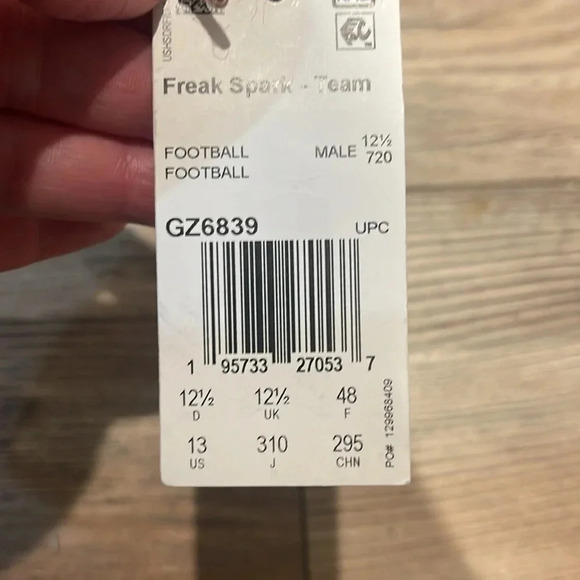 USHSDRF
Freak Spark - Team
FOOTBALL MALE 12½
FOOTBALL 720
GZ6839 UPC
1 95733 27053 7
12½ 12½ 48
D UK F
13 310 295
US J CHN
PO# 129968409